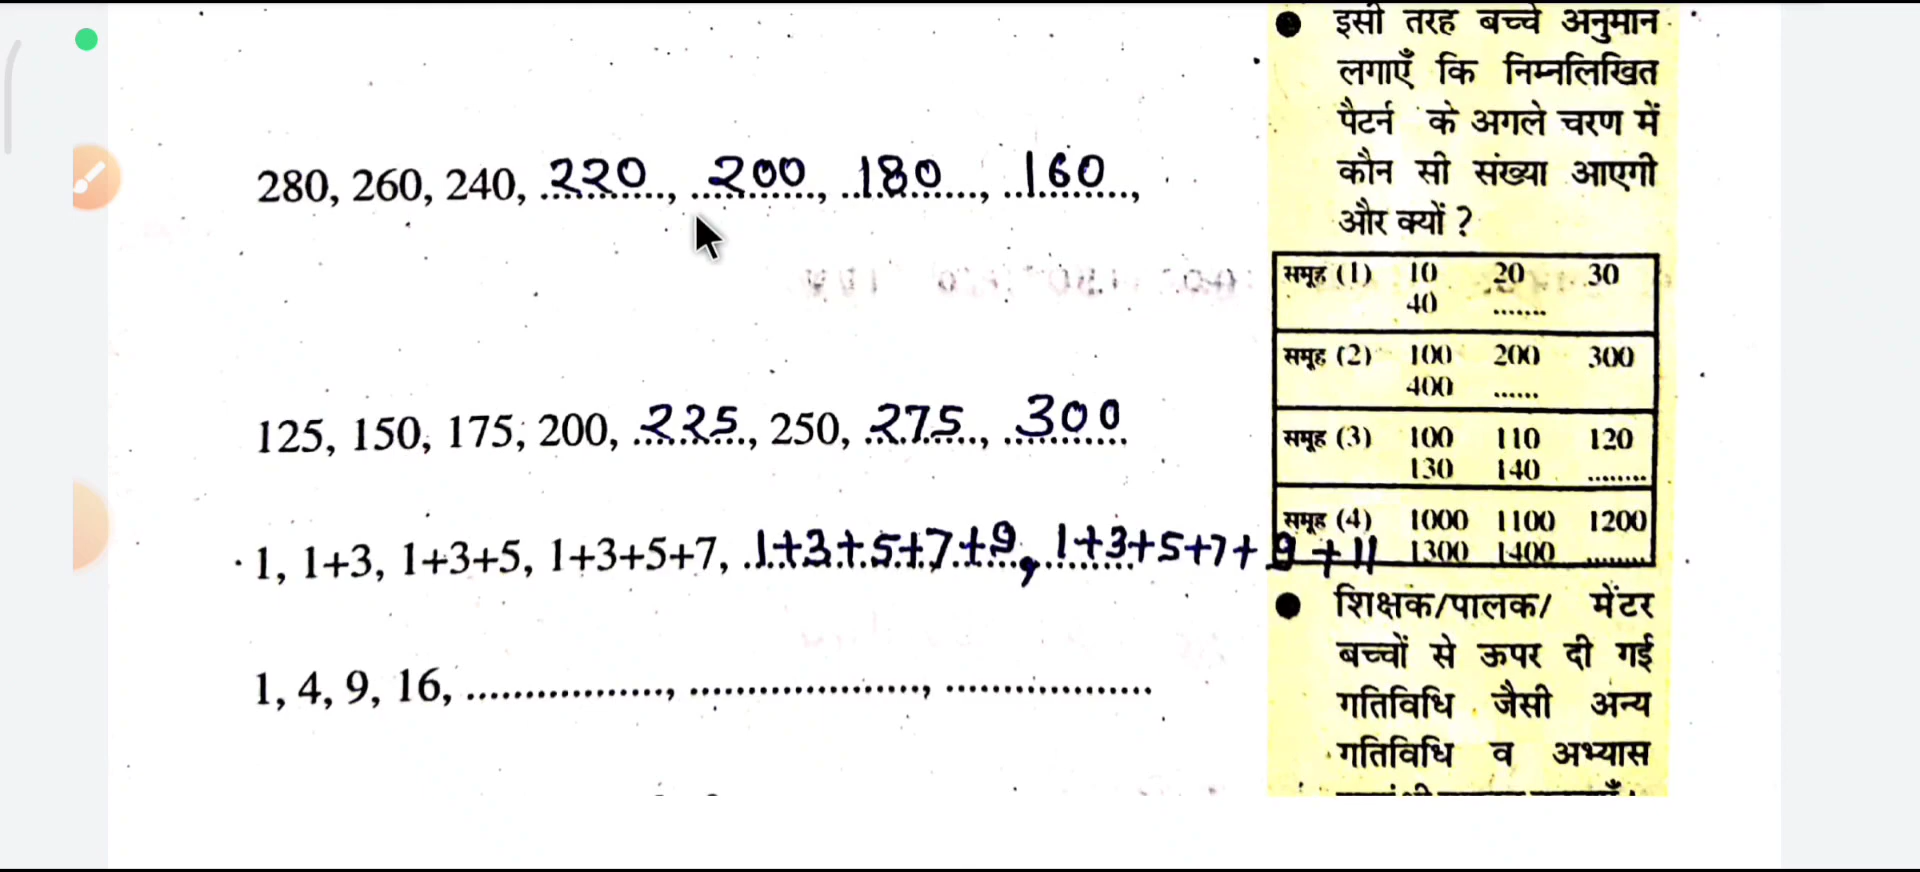 280, 260, 240, 220, 200, 180, 160,
125, 150, 175, 200, 225, 250, 275, 300
1, 1+3, 1+3+5, 1+3+5+7, 1+3+5+7+9, 1+3+5+7+9+11
1, 4, 9, 16, ................., ...................., .................
● इसी तरह बच्चे अनुमान
लगाएँ कि निम्नलिखित
पैटर्न के अगले चरण में
कौन सी संख्या आएगी
और क्यों ?
समूह (1) 10 20 30
40 .......
समूह (2) 100 200 300
400 ......
समूह (3) 100 110 120
130 140 ........
समूह (4) 1000 1100 1200
1300 1400 ........
● शिक्षक/पालक/ मेंटर
बच्चों से ऊपर दी गई
गतिविधि जैसी अन्य
गतिविधि व अभ्यास